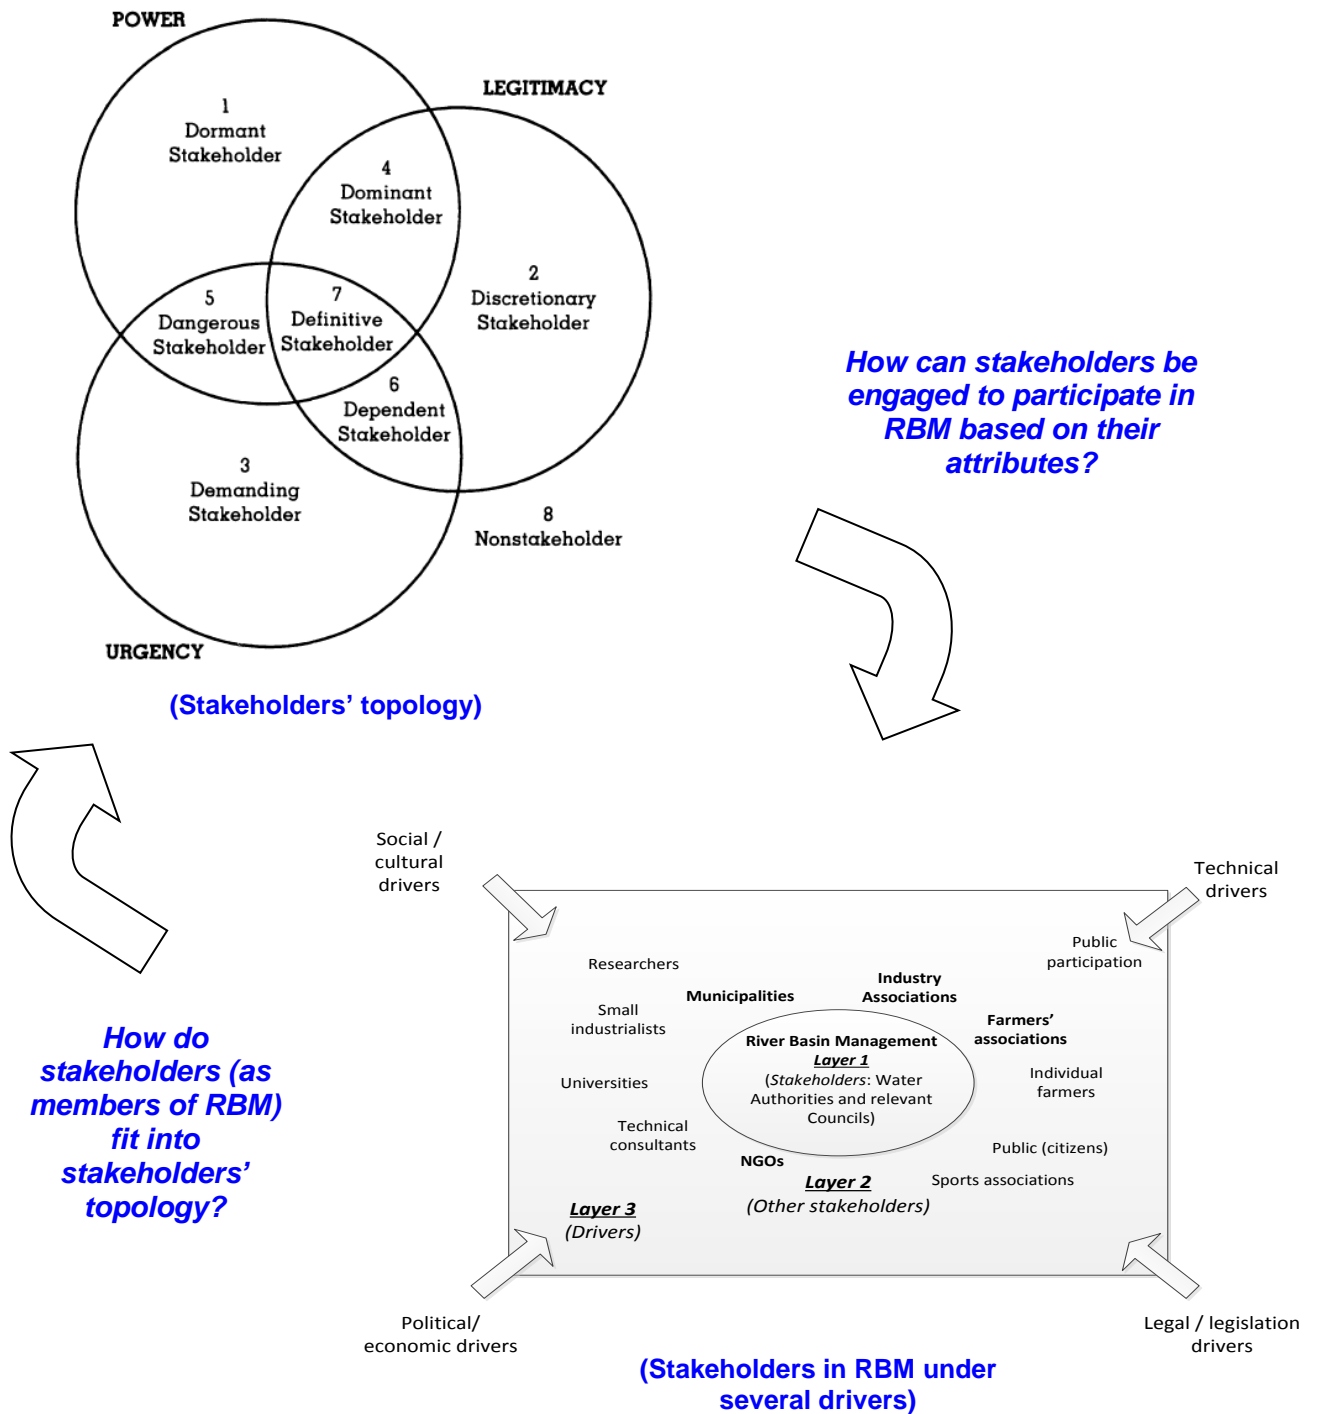 POWER
LEGITIMACY
1
Dormant
Stakeholder
4
Dominant
Stakeholder
2
Discretionary
Stakeholder
5
Dangerous
Stakeholder
7
Definitive
Stakeholder
6
Dependent
Stakeholder
3
Demanding
Stakeholder
8
Nonstakeholder
URGENCY
(Stakeholders’ topology)
How can stakeholders be
engaged to participate in
RBM based on their
attributes?
How do
stakeholders (as
members of RBM)
fit into
stakeholders’
topology?
Social /
cultural
drivers
Technical
drivers
Public
participation
Researchers
Municipalities
Industry
Associations
Small
industrialists
Farmers’
associations
River Basin Management
Layer 1
(Stakeholders: Water
Authorities and relevant
Councils)
Universities
Individual
farmers
Technical
consultants
Public (citizens)
NGOs
Layer 2
(Other stakeholders)
Sports associations
Layer 3
(Drivers)
Political/
economic drivers
Legal / legislation
drivers
(Stakeholders in RBM under
several drivers)